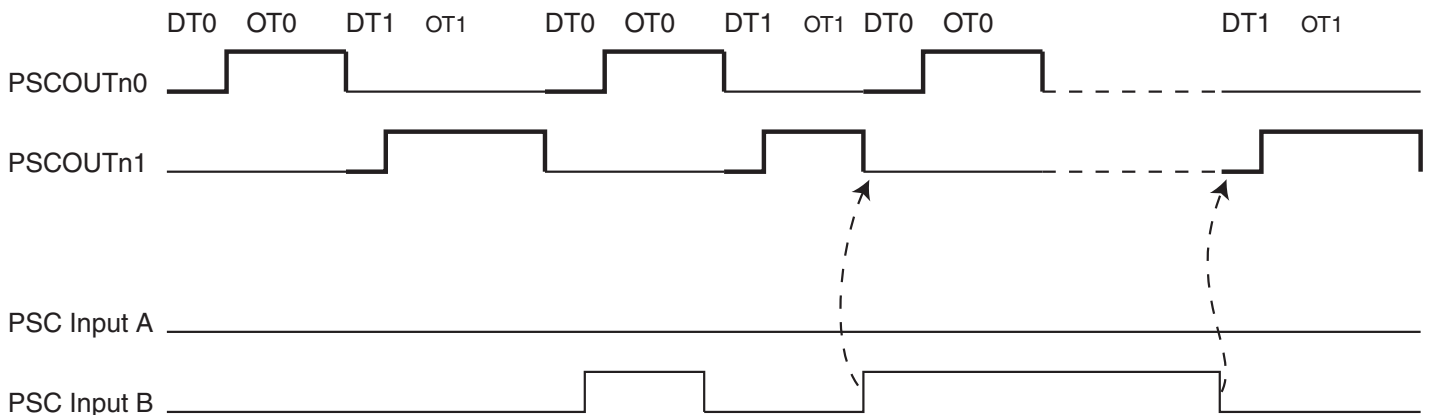 DT0 OT0 DT1 OT1 DT0 OT0 DT1 OT1 DT0 OT0 DT1 OT1
PSCOUTn0
PSCOUTn1
PSC Input A
PSC Input B